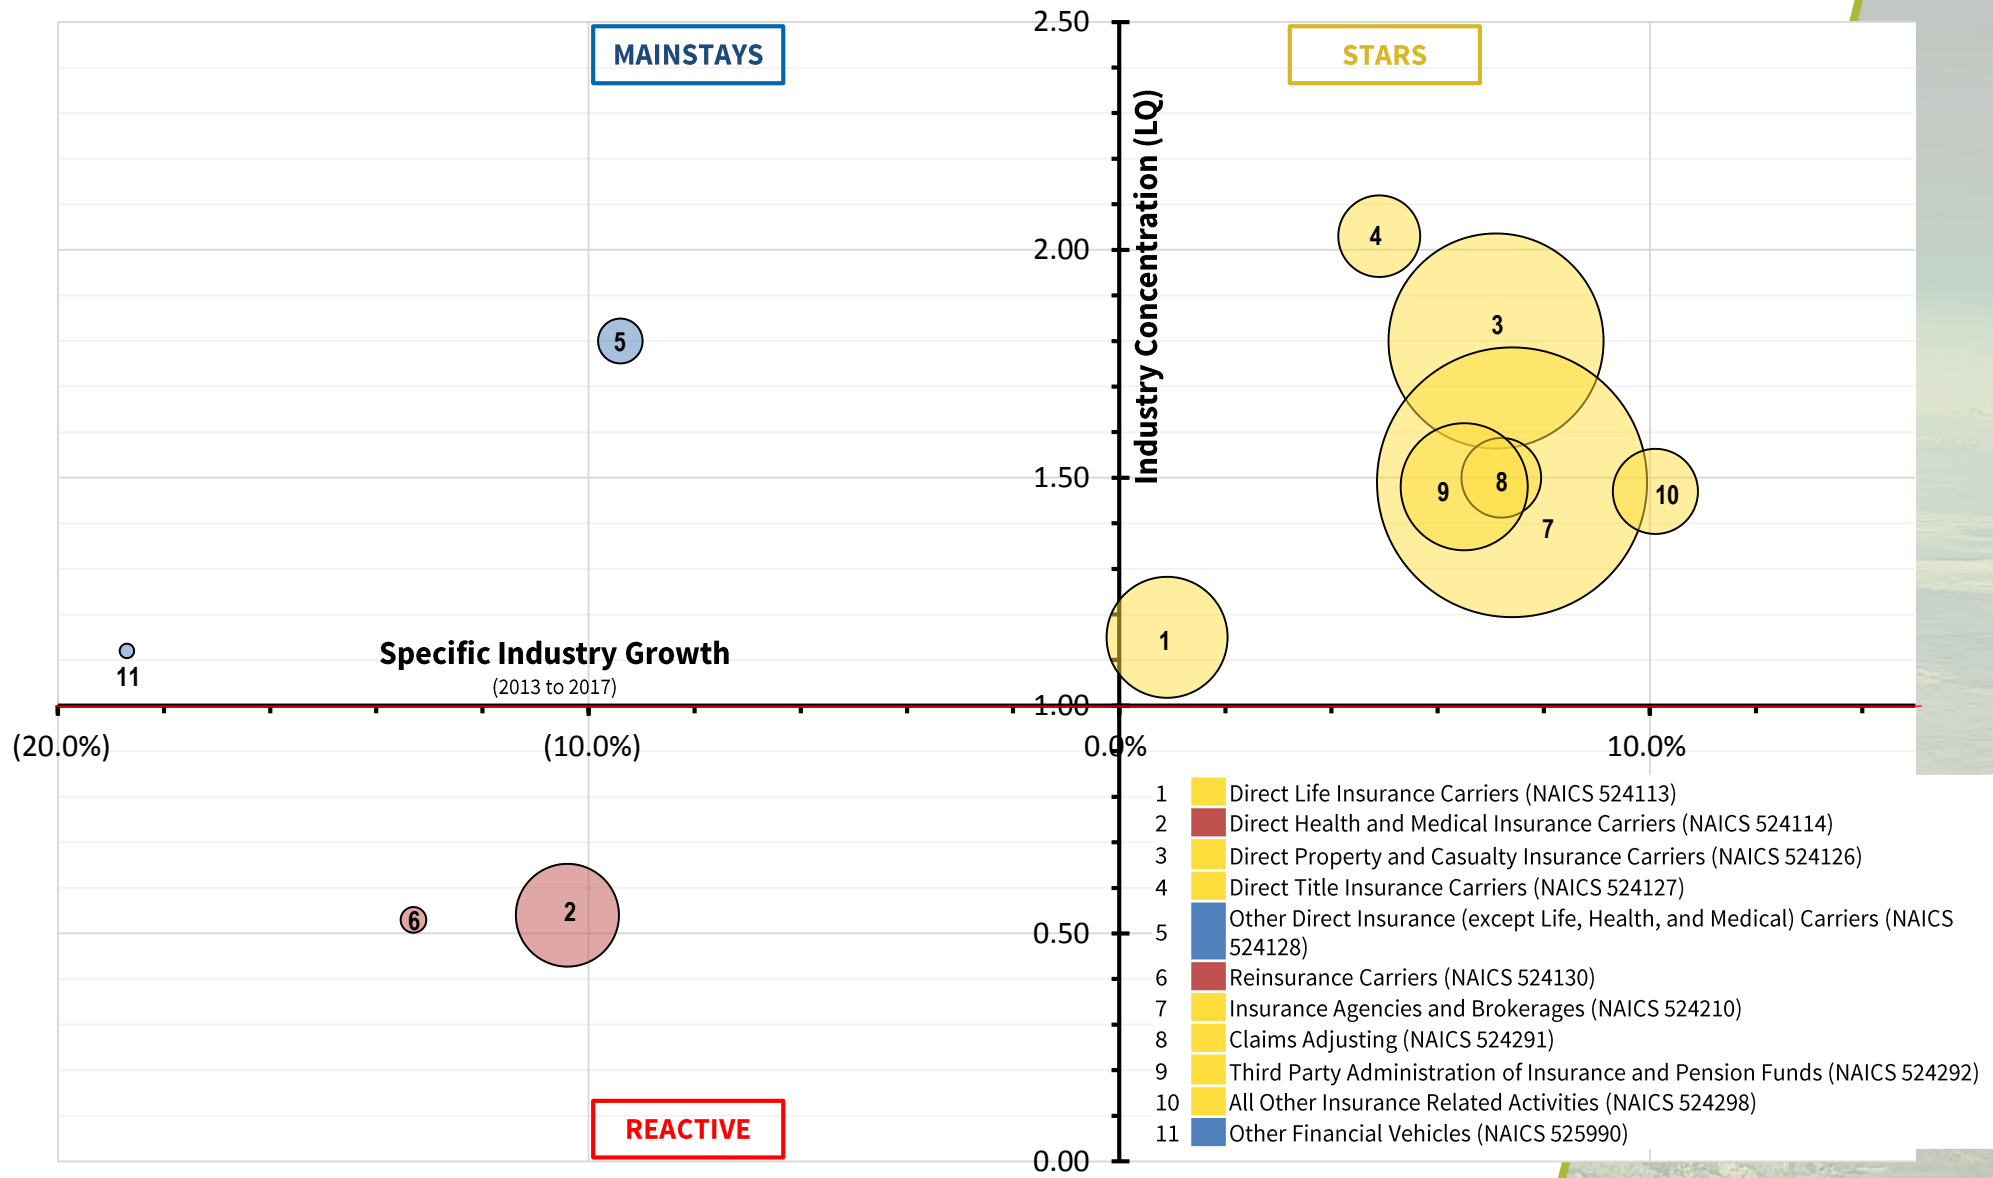 2.50
MAINSTAYS
STARS
Industry Concentration (LQ)
4
2.00
3
5
1.50
9
8
10
7
1
Specific Industry Growth
(2013 to 2017)
11
1.00
(20.0%)
(10.0%)
0.0%
10.0%
1 Direct Life Insurance Carriers (NAICS 524113)
2 Direct Health and Medical Insurance Carriers (NAICS 524114)
3 Direct Property and Casualty Insurance Carriers (NAICS 524126)
4 Direct Title Insurance Carriers (NAICS 524127)
5 Other Direct Insurance (except Life, Health, and Medical) Carriers (NAICS
524128)
6 Reinsurance Carriers (NAICS 524130)
7 Insurance Agencies and Brokerages (NAICS 524210)
8 Claims Adjusting (NAICS 524291)
9 Third Party Administration of Insurance and Pension Funds (NAICS 524292)
10 All Other Insurance Related Activities (NAICS 524298)
11 Other Financial Vehicles (NAICS 525990)
6
2
0.50
REACTIVE
0.00